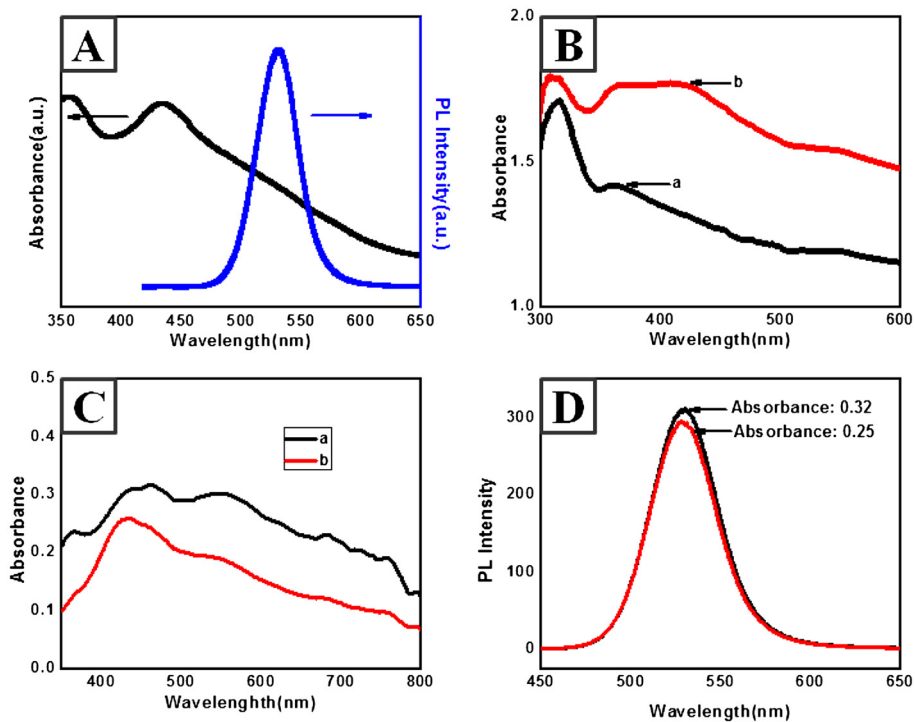 A
Absorbance(a.u.)
PL Intensity(a.u.)
350 400 450 500 550 600 650
Wavelength(nm)
B
2.0
1.5
1.0
Absorbance
b
a
300 400 500 600
Wavelength(nm)
C
0.5
0.4
0.3
0.2
0.1
0.0
Absorbance
a
b
400 500 600 700 800
Wavelenghth(nm)
D
300
200
100
0
PL Intensity
Absorbance: 0.32
Absorbance: 0.25
450 500 550 600 650
Wavelength(nm)